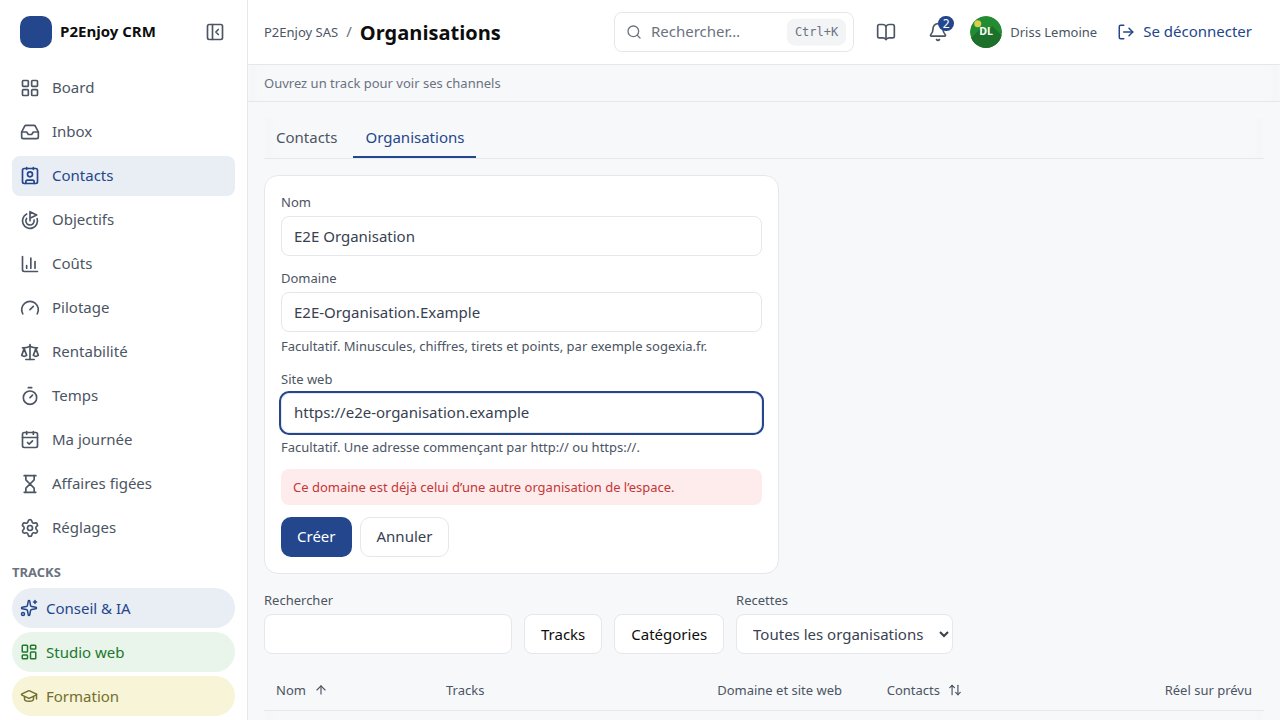 P2Enjoy CRM
Board
Inbox
Contacts
Objectifs
Coûts
Pilotage
Rentabilité
Temps
Ma journée
Affaires figées
Réglages
TRACKS
Conseil & IA
Studio web
Formation
P2Enjoy SAS / Organisations
Rechercher... Ctrl+K
2
DL
Driss Lemoine
Se déconnecter
Ouvrez un track pour voir ses channels
Contacts Organisations
Nom
E2E Organisation
Domaine
E2E-Organisation.Example
Facultatif. Minuscules, chiffres, tirets et points, par exemple sogexia.fr.
Site web
https://e2e-organisation.example
Facultatif. Une adresse commençant par http:// ou https://.
Ce domaine est déjà celui d’une autre organisation de l’espace.
Créer Annuler
Rechercher Recettes
Tracks Catégories Toutes les organisations
Nom Tracks Domaine et site web Contacts Réel sur prévu